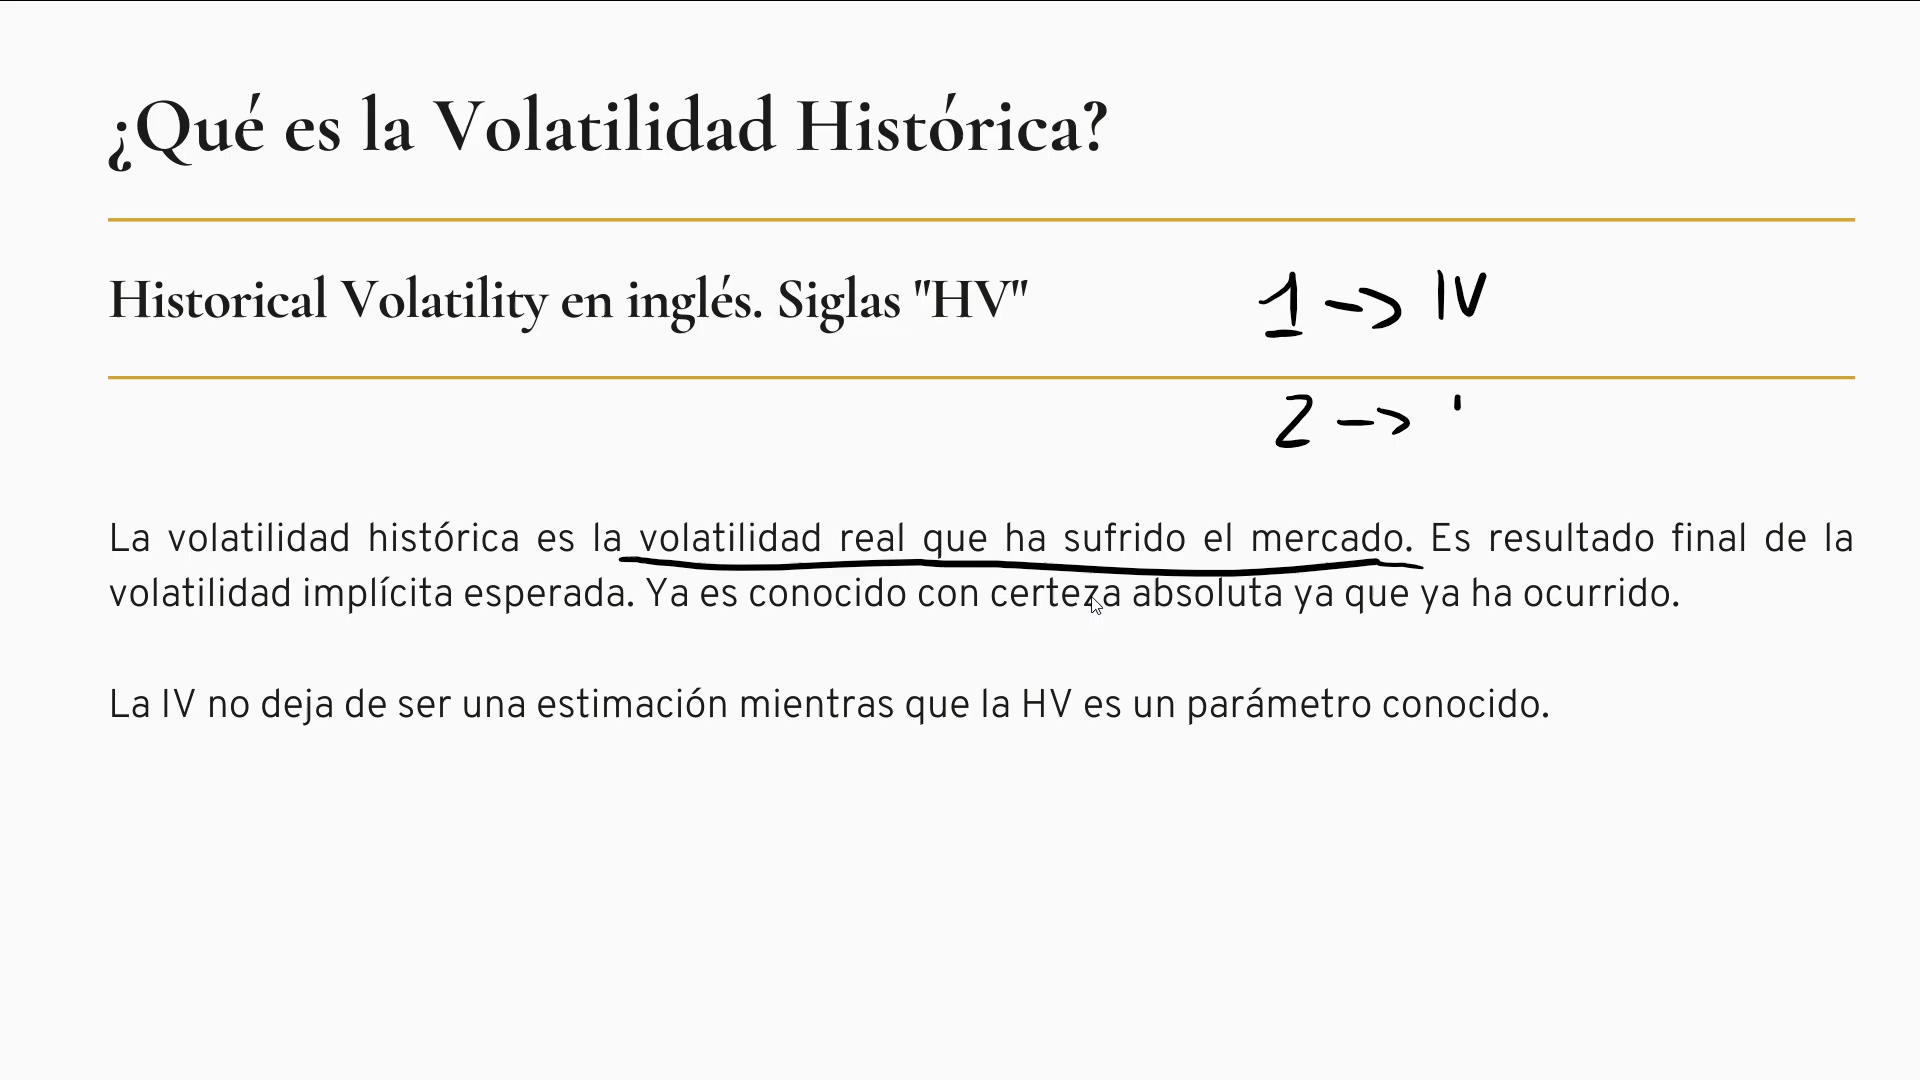 ¿Qué es la Volatilidad Histórica?
Historical Volatility en inglés. Siglas "HV"
1 -> IV
2 -> '
La volatilidad histórica es la volatilidad real que ha sufrido el mercado. Es resultado final de la
volatilidad implícita esperada. Ya es conocido con certeza absoluta ya que ya ha ocurrido.
La IV no deja de ser una estimación mientras que la HV es un parámetro conocido.